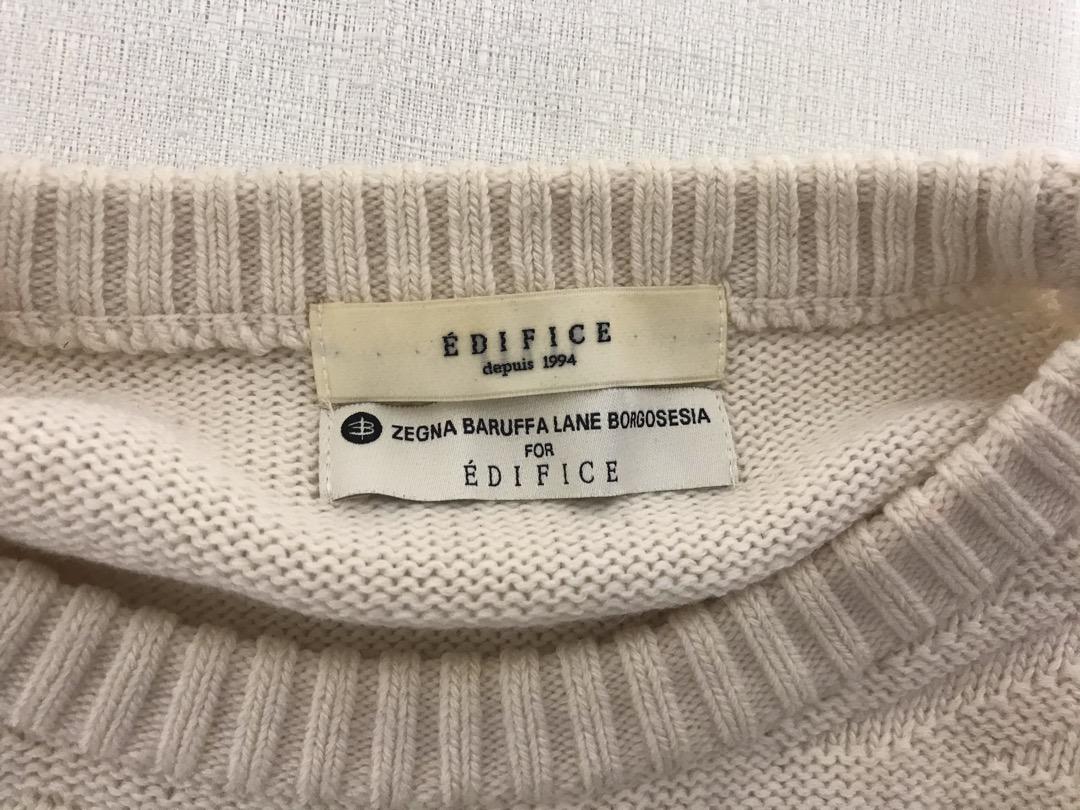 ÉDIFICE
depuis 1994
ZEGNA BARUFFA LANE BORGOSESIA
FOR
ÉDIFICE